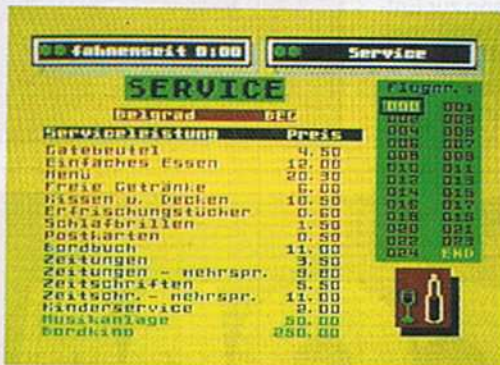 fahnenseit 0:00
Service
SERVICE
Belgrad BEG
Serviceleistung Preis
Gatebeutel 4.50
Einfaches Essen 12.00
Menü 20.30
Freie Getränke 6.00
Kissen u. Decken 10.50
Erfrischungstücher 0.60
Schlafbrillen 1.50
Postkarten 0.50
Bordbuch 11.00
Zeitungen 3.50
Zeitungen - mehrspr. 9.80
Zeitschriften 5.50
Zeitschr. - mehrspr. 11.00
Kinderservice 2.00
Musikanlage 50.00
Bordkino 250.00
Flugnr.:
000 001
002 003
004 005
006 007
008 009
010 011
012 013
014 015
016 017
018 019
020 021
022 023
024 END